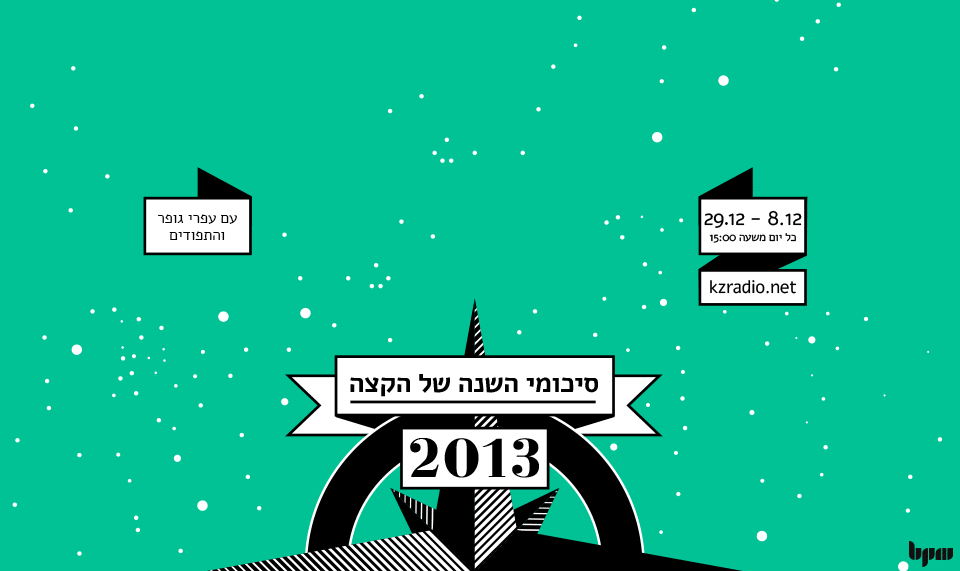 עם עפרי גופר
והתפודים
29.12 – 8.12
כל יום משעה 15:00
kzradio.net
סיכומי השנה של הקצה
2013